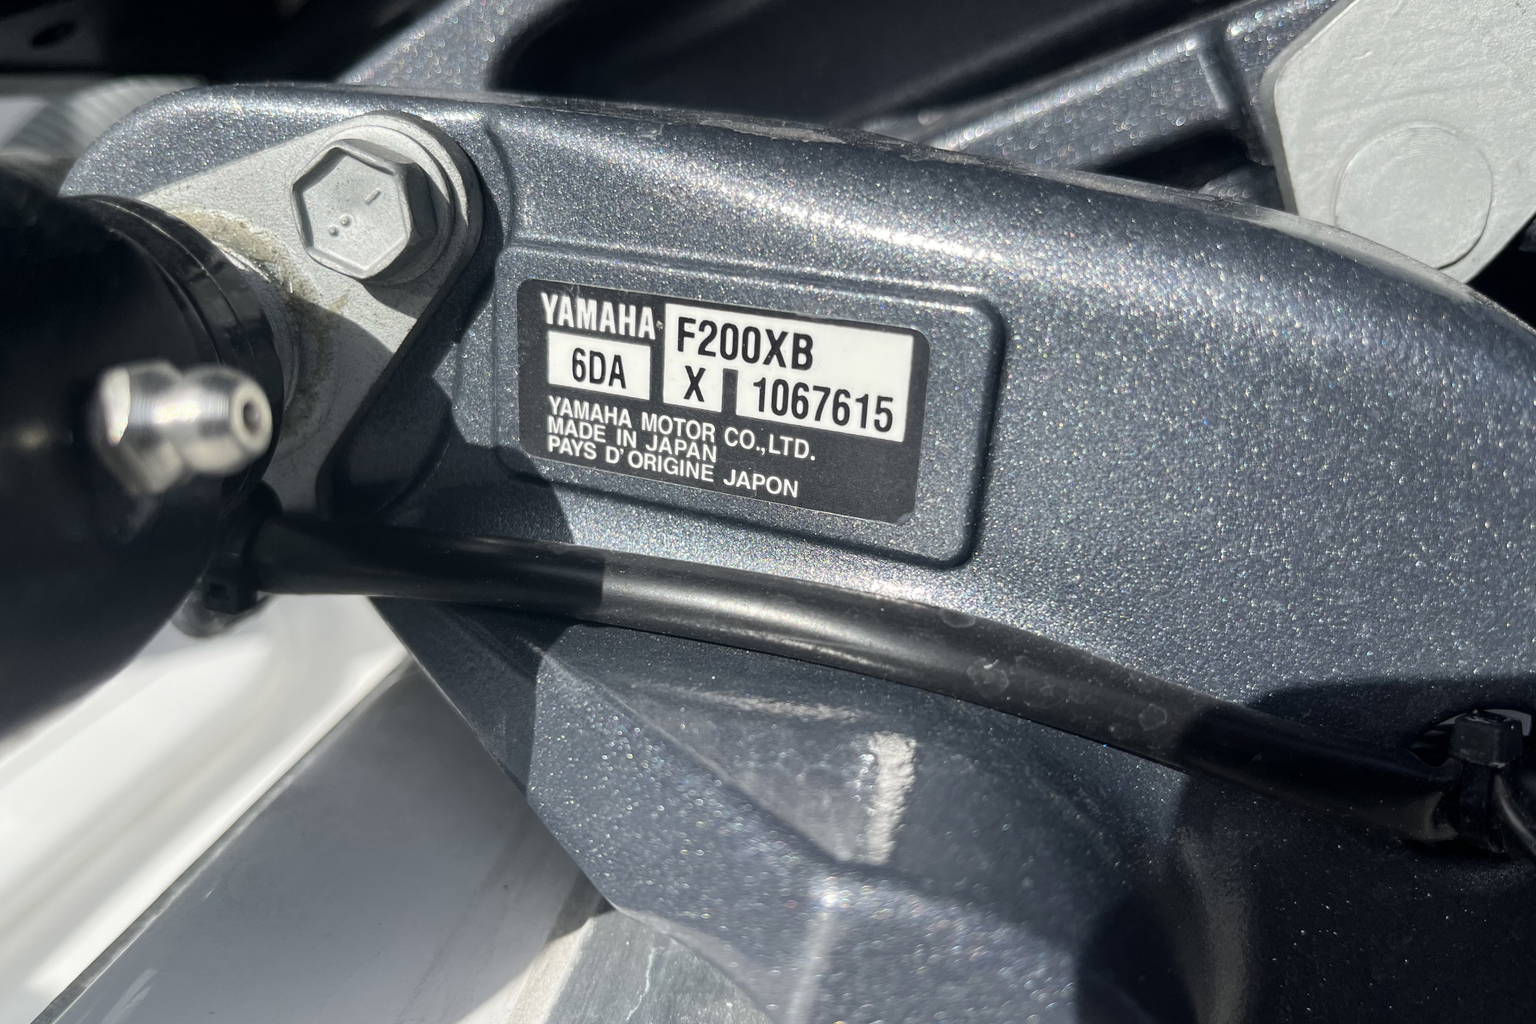 YAMAHA F200XB
6DA X 1067615
YAMAHA MOTOR CO.,LTD.
MADE IN JAPAN
PAYS D'ORIGINE JAPON